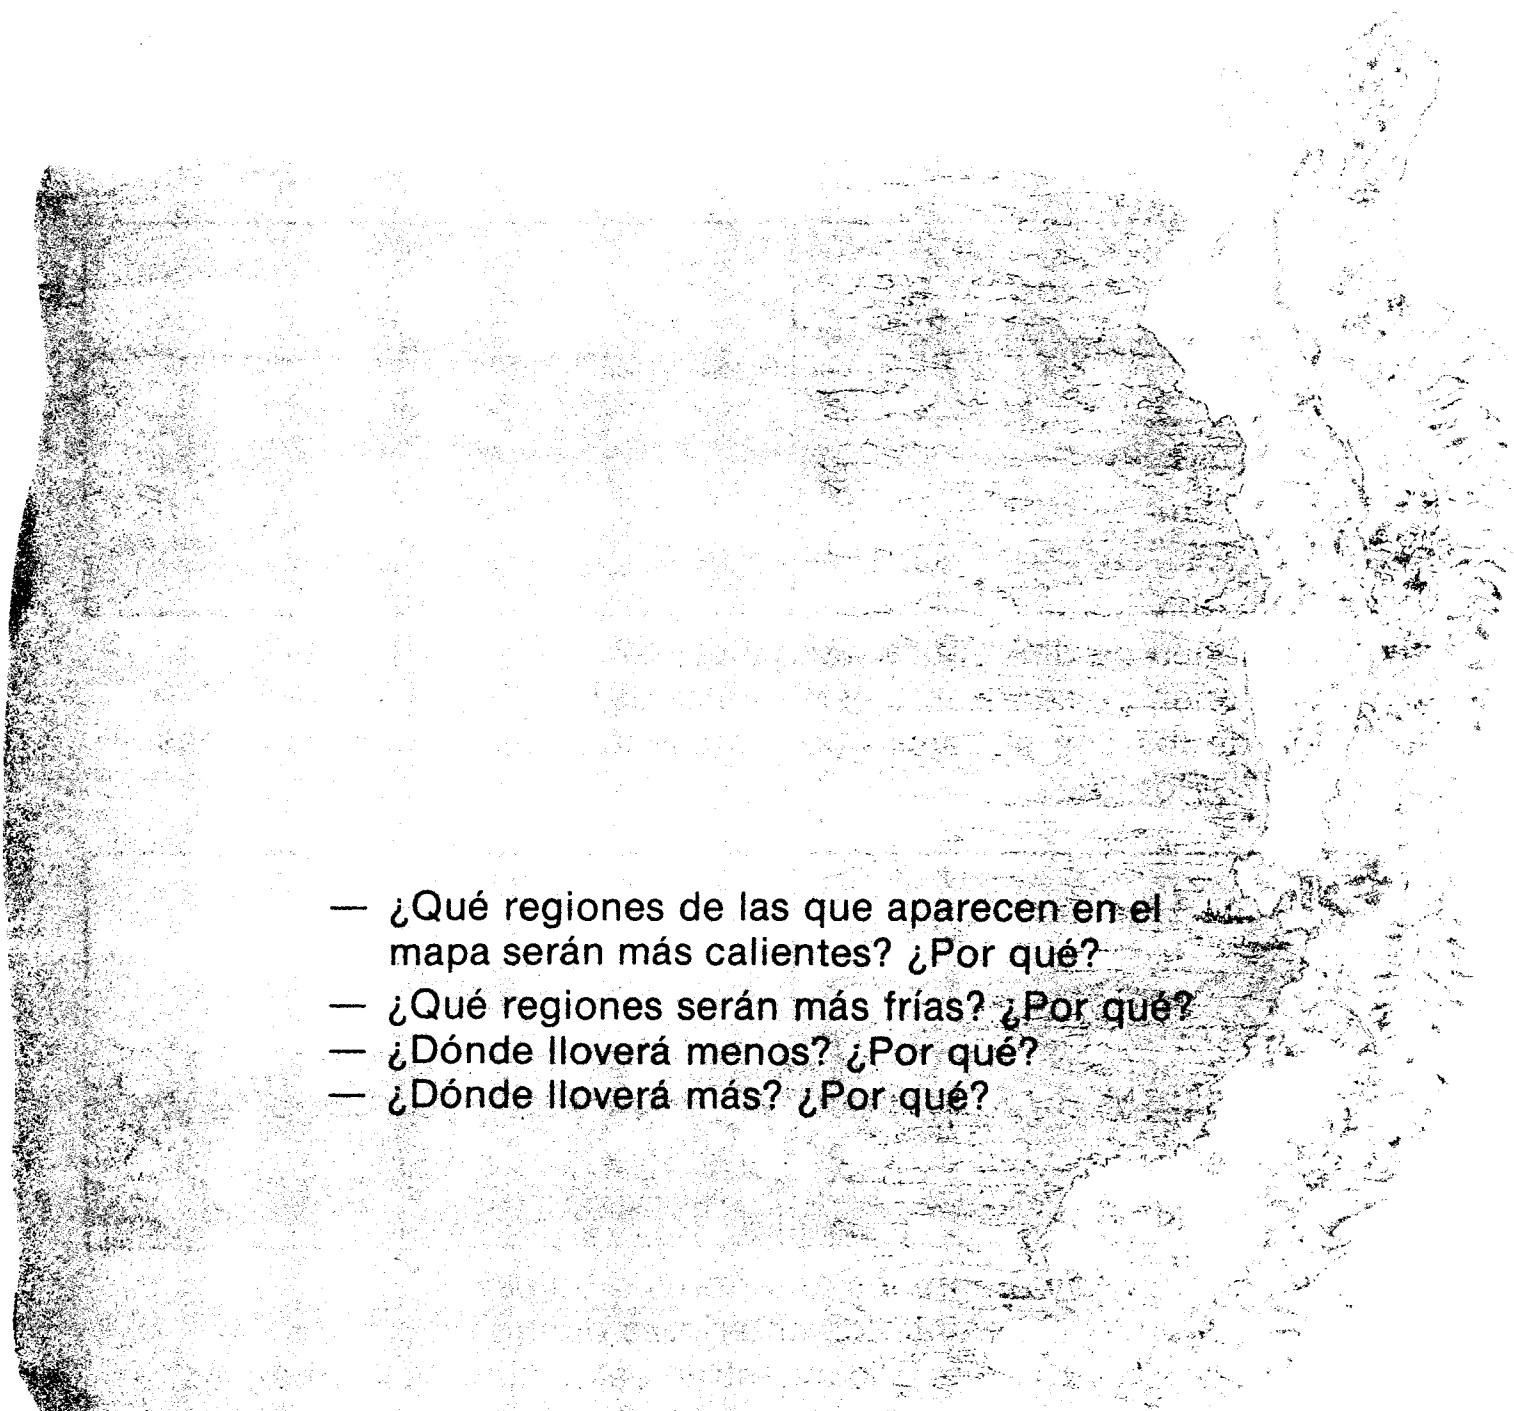 — ¿Qué regiones de las que aparecen en el
mapa serán más calientes? ¿Por qué?
— ¿Qué regiones serán más frías? ¿Por qué?
— ¿Dónde lloverá menos? ¿Por qué?
— ¿Dónde lloverá más? ¿Por qué?